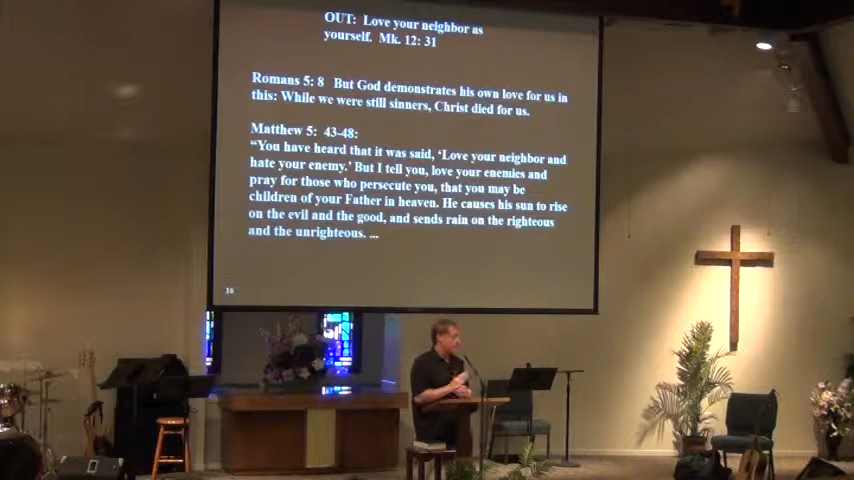 OUT: Love your neighbor as
yourself. Mk. 12: 31
Romans 5: 8 But God demonstrates his own love for us in
this: While we were still sinners, Christ died for us.
Matthew 5: 43-48:
“You have heard that it was said, ‘Love your neighbor and
hate your enemy.’ But I tell you, love your enemies and
pray for those who persecute you, that you may be
children of your Father in heaven. He causes his sun to rise
on the evil and the good, and sends rain on the righteous
and the unrighteous. ...
16